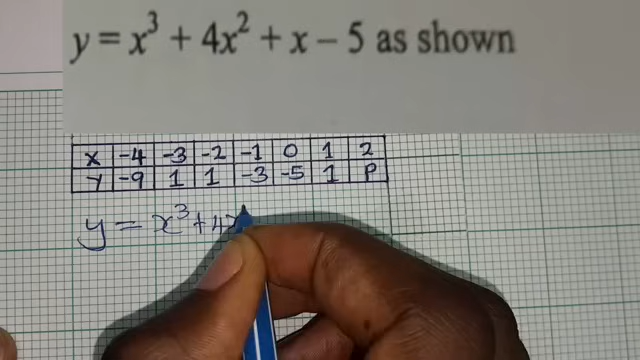 y = x³ + 4x² + x − 5 as shown
X -4 -3 -2 -1 0 1 2
Y -9 1 1 -3 -5 1 P
y = x³ + 4x